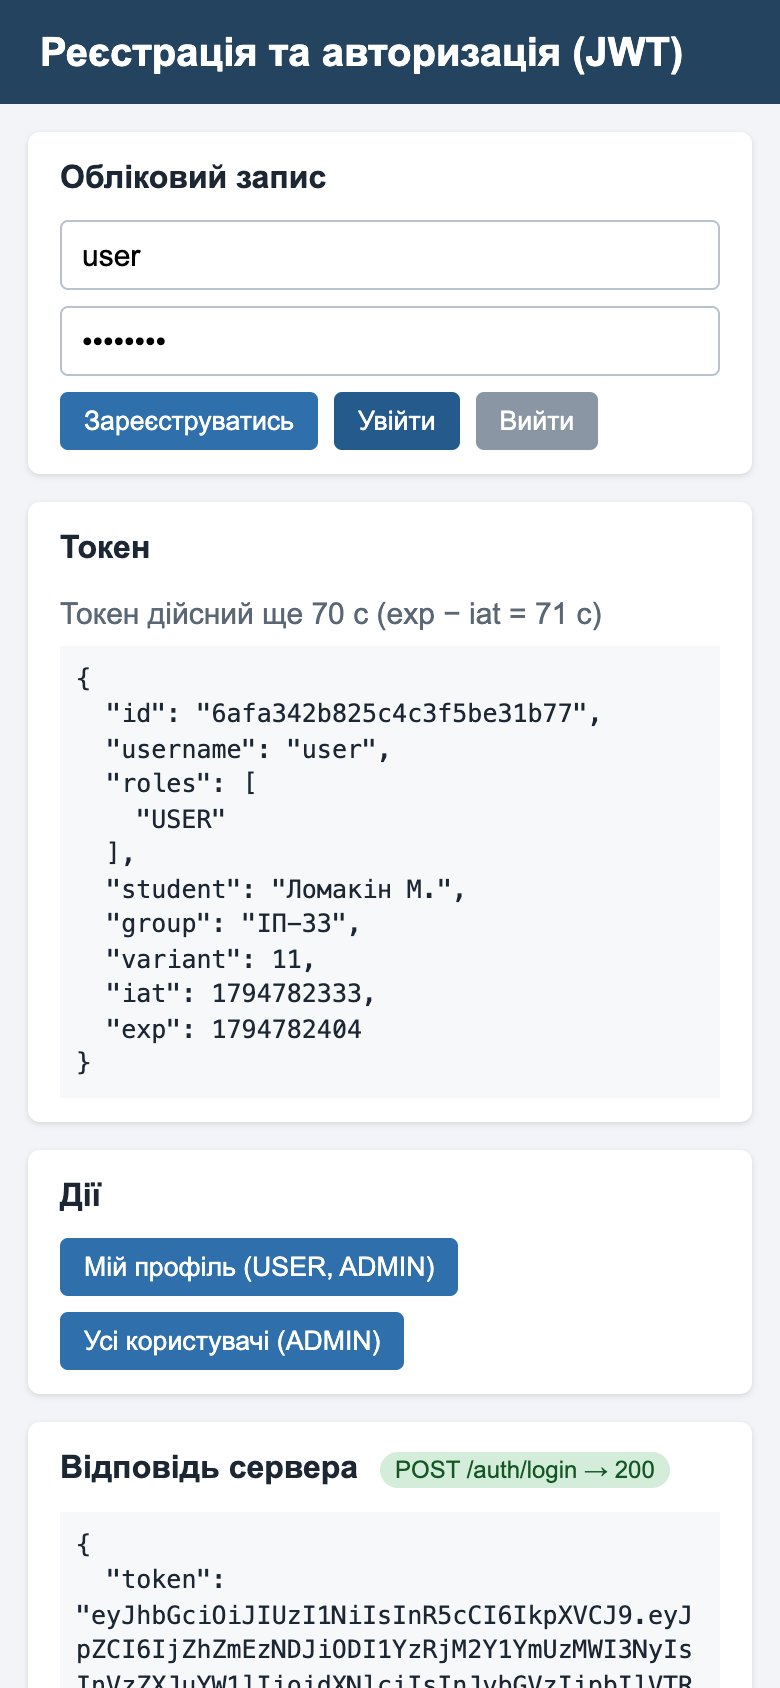 Реєстрація та авторизація (JWT)
Обліковий запис
user
••••••••
Зареєструватись Увійти Вийти
Токен
Токен дійсний ще 70 с (exp − iat = 71 с)
{
"id": "6afa342b825c4c3f5be31b77",
"username": "user",
"roles": [
"USER"
],
"student": "Ломакін М.",
"group": "ІП-33",
"variant": 11,
"iat": 1794782333,
"exp": 1794782404
}
Дії
Мій профіль (USER, ADMIN)
Усі користувачі (ADMIN)
Відповідь сервера POST /auth/login → 200
{
"token":
"eyJhbGciOiJIUzI1NiIsInR5cCI6IkpXVCJ9.eyJ
pZCI6IjZhZmEzNDJiODI1YzRjM2Y1YmUzMWI3NyIs
InVzZXJuYW1lIjoidXNlciIsInJvbGVzIjpbIlVTR